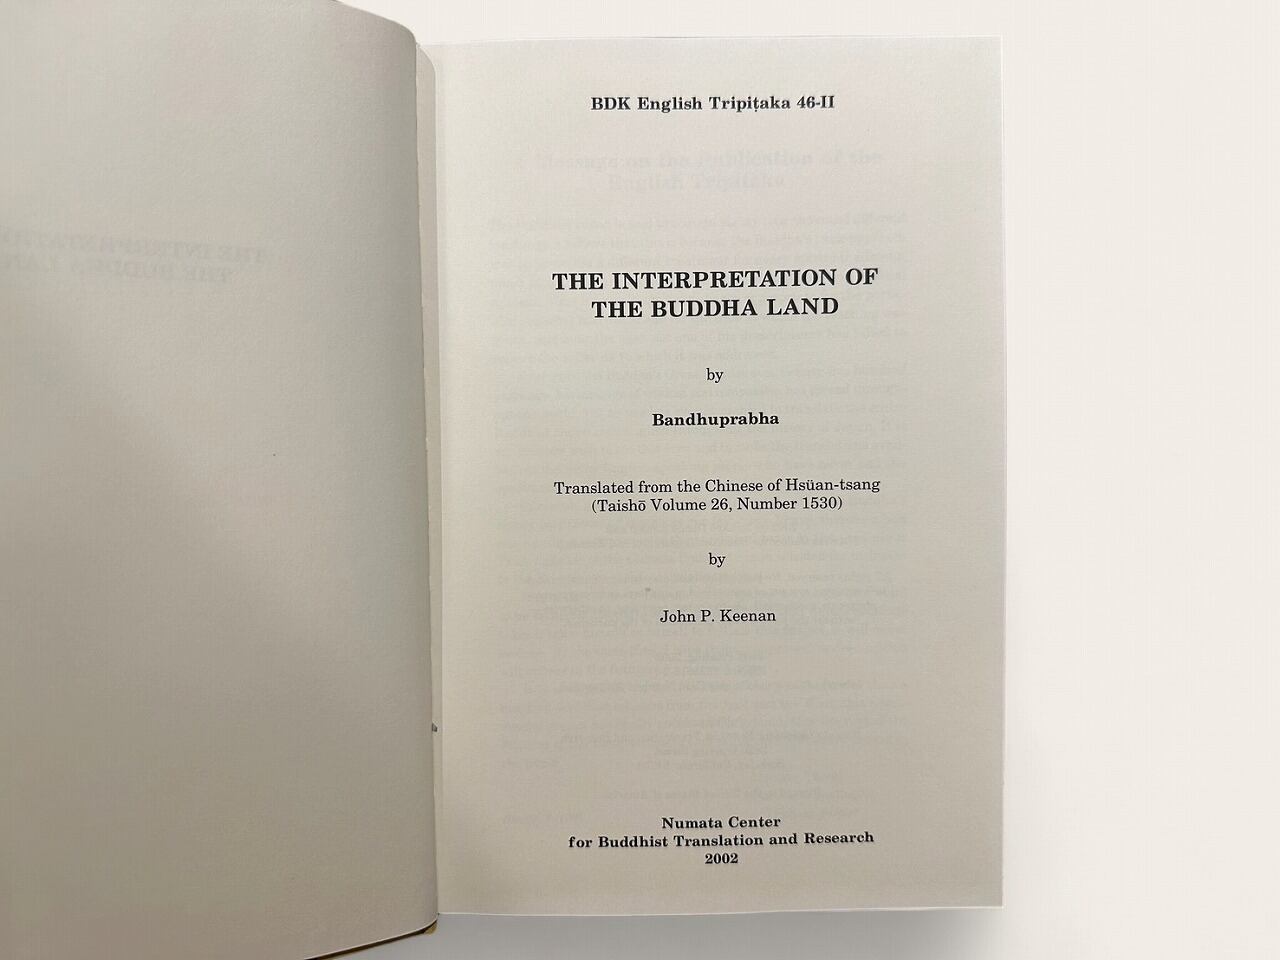 BDK English Tripiṭaka 46-II
THE INTERPRETATION OF
THE BUDDHA LAND
by
Bandhuprabha
Translated from the Chinese of Hsüan-tsang
(Taishō Volume 26, Number 1530)
by
John P. Keenan
Numata Center
for Buddhist Translation and Research
2002